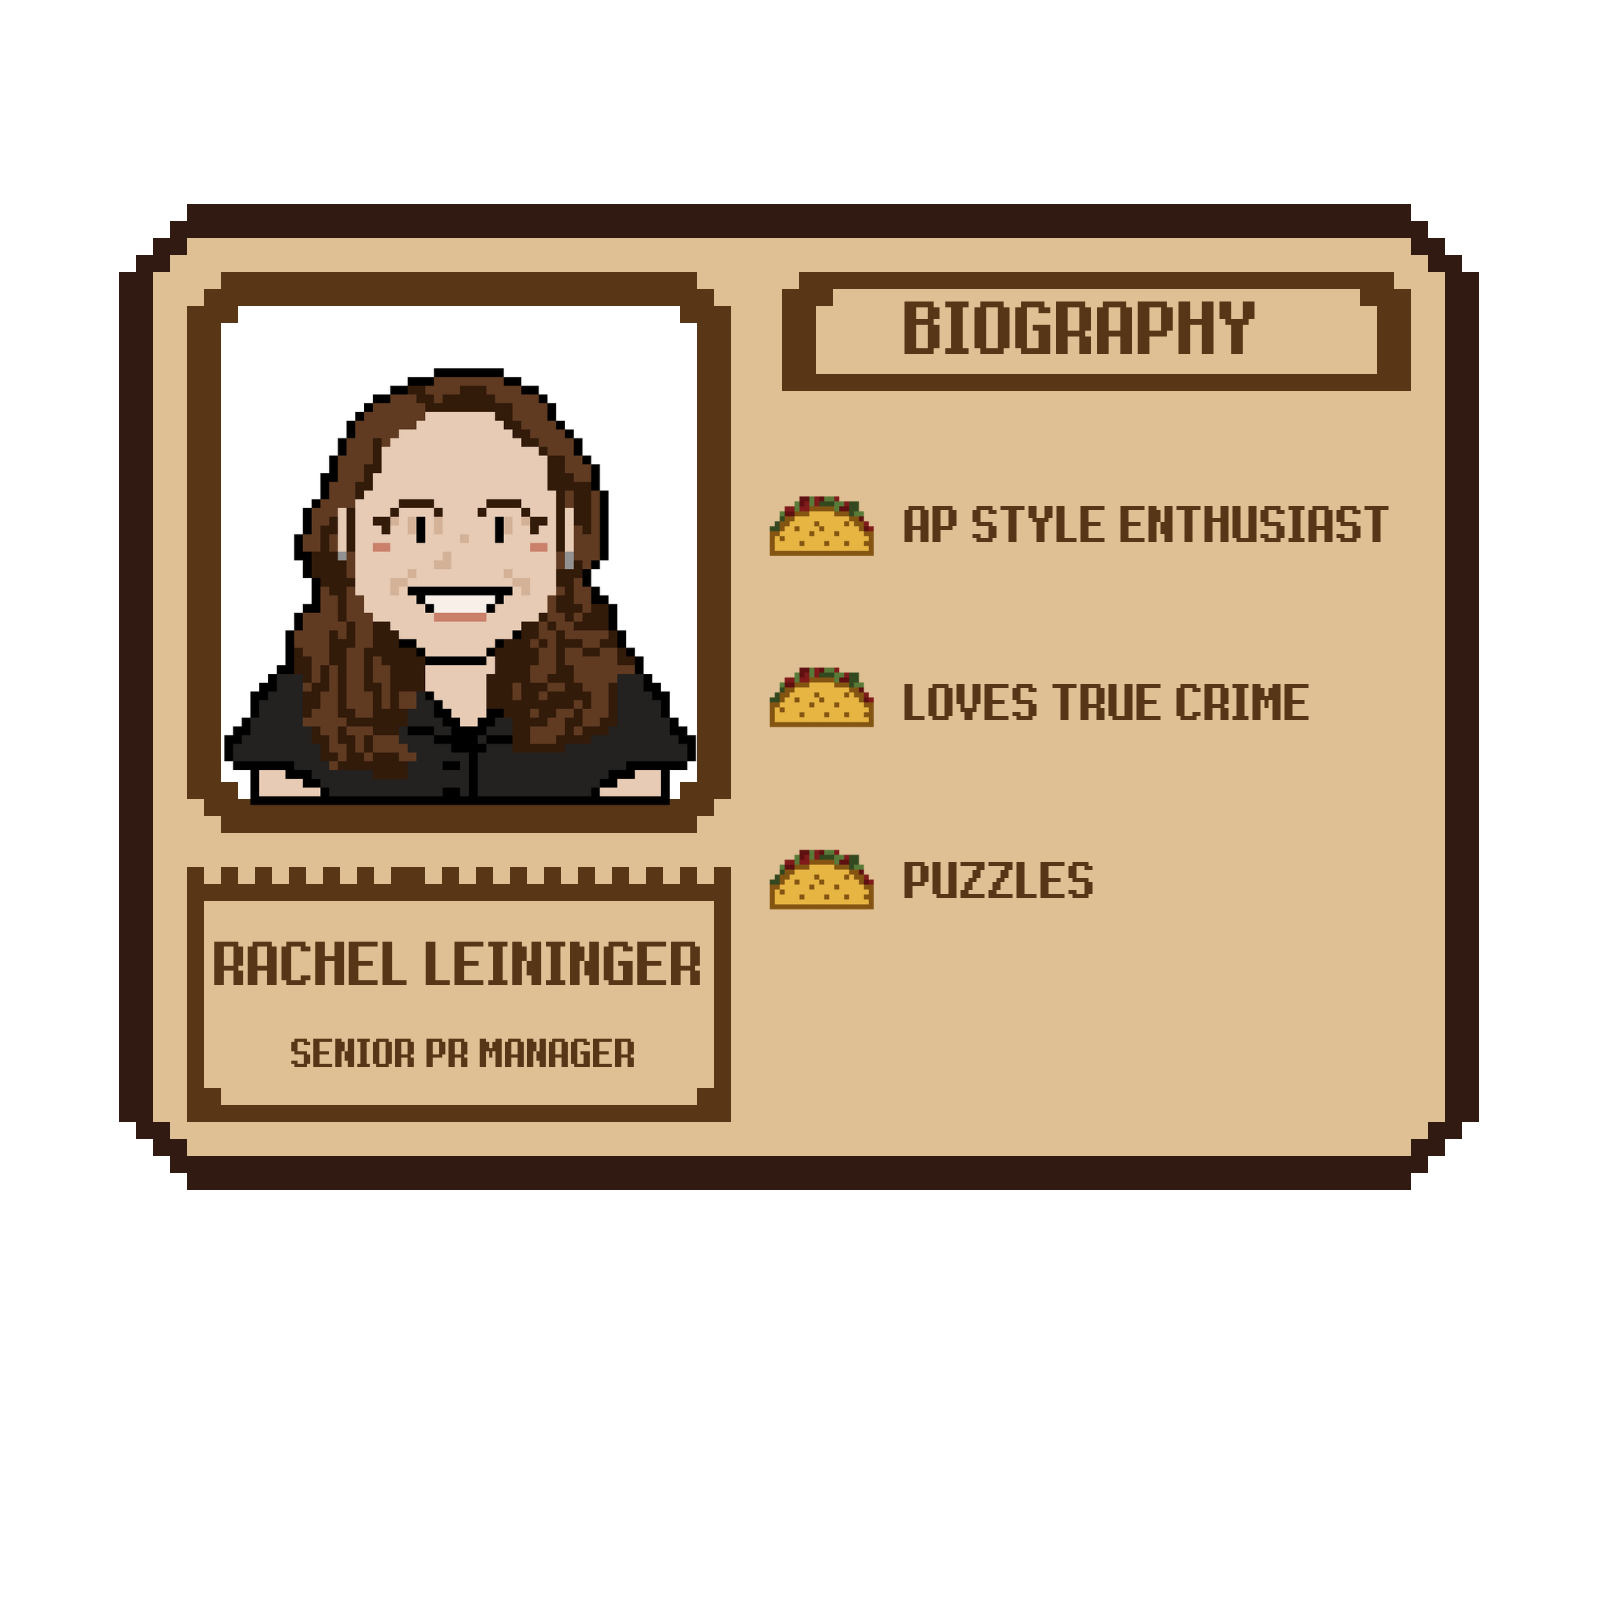 BIOGRAPHY
AP STYLE ENTHUSIAST
LOVES TRUE CRIME
PUZZLES
RACHEL LEININGER
SENIOR PR MANAGER